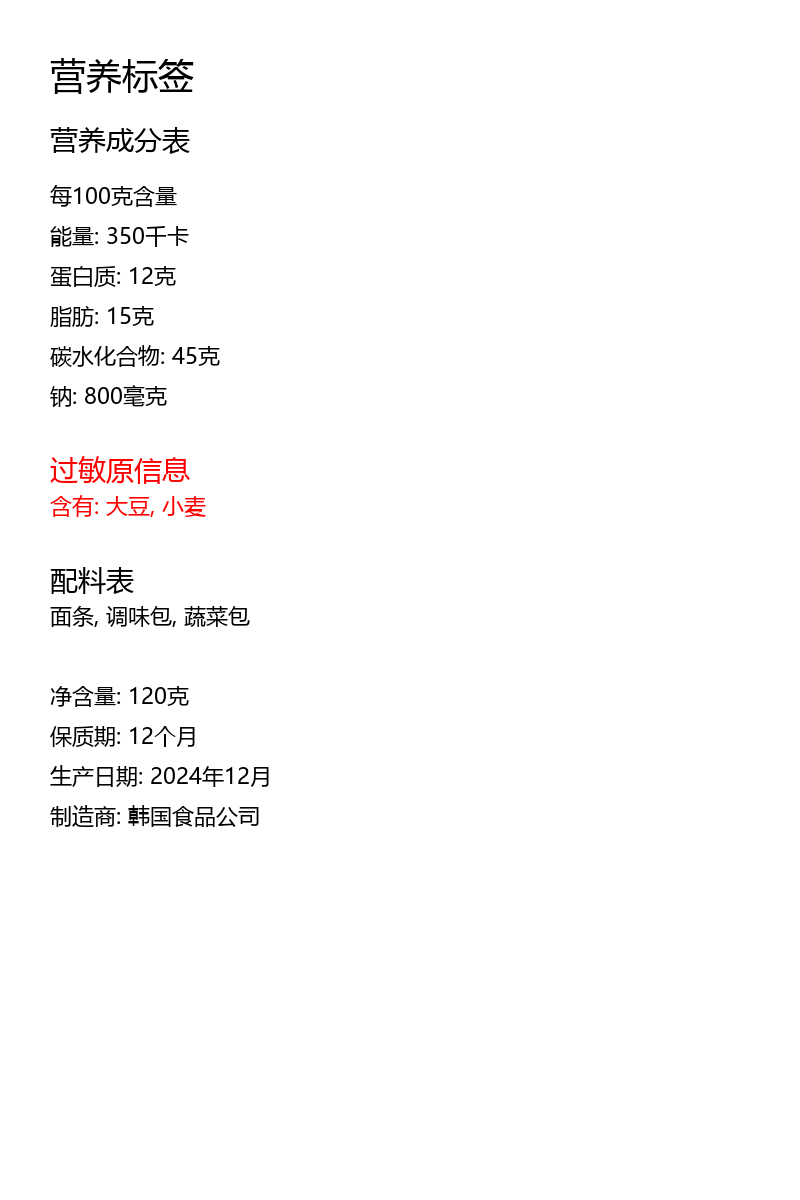 营养标签
营养成分表
每100克含量
能量: 350千卡
蛋白质: 12克
脂肪: 15克
碳水化合物: 45克
钠: 800毫克
过敏原信息
含有: 大豆, 小麦
配料表
面条, 调味包, 蔬菜包
净含量: 120克
保质期: 12个月
生产日期: 2024年12月
制造商: 韩国食品公司